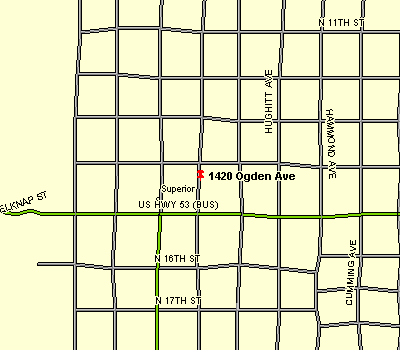 N 11TH ST
HUGHITT AVE
HAMMOND AVE
1420 Ogden Ave
Superior
ELKNAP ST
US HWY 53 (BUS)
N 16TH ST
CUMMING AVE
N 17TH ST